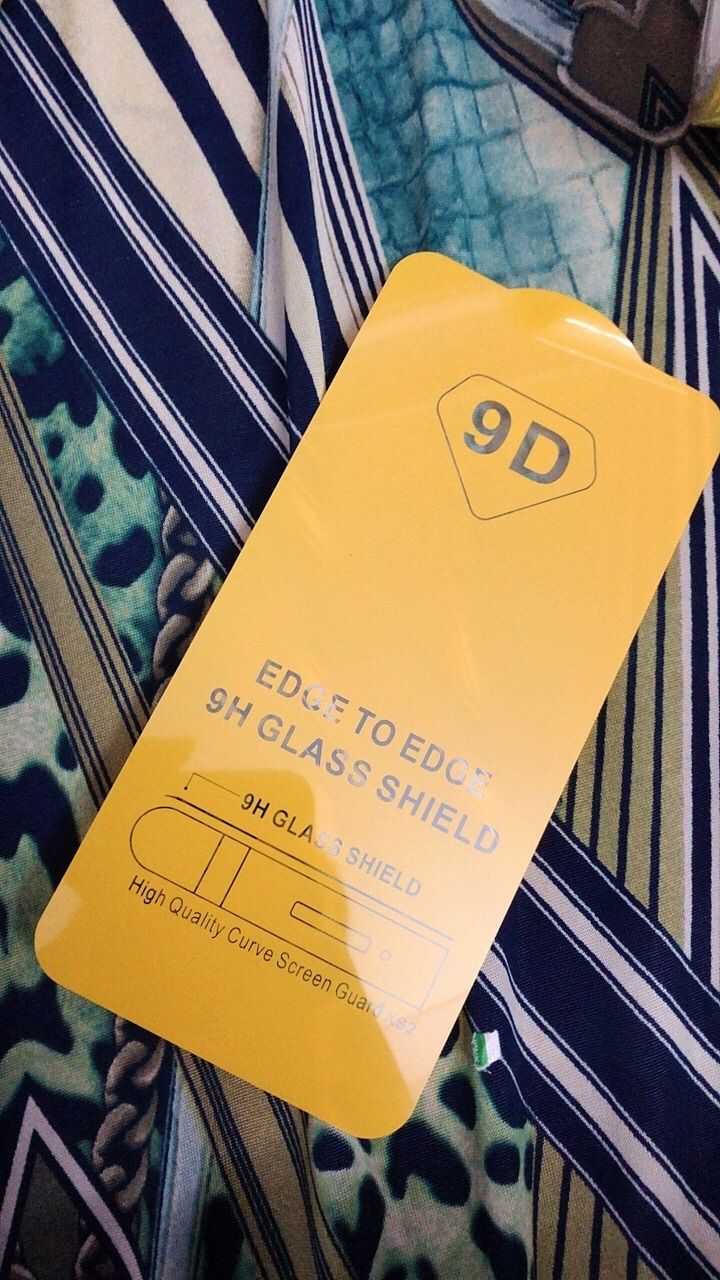 9D
EDGE TO EDGE
9H GLASS SHIELD
9H GLASS SHIELD
High Quality Curve Screen Guard